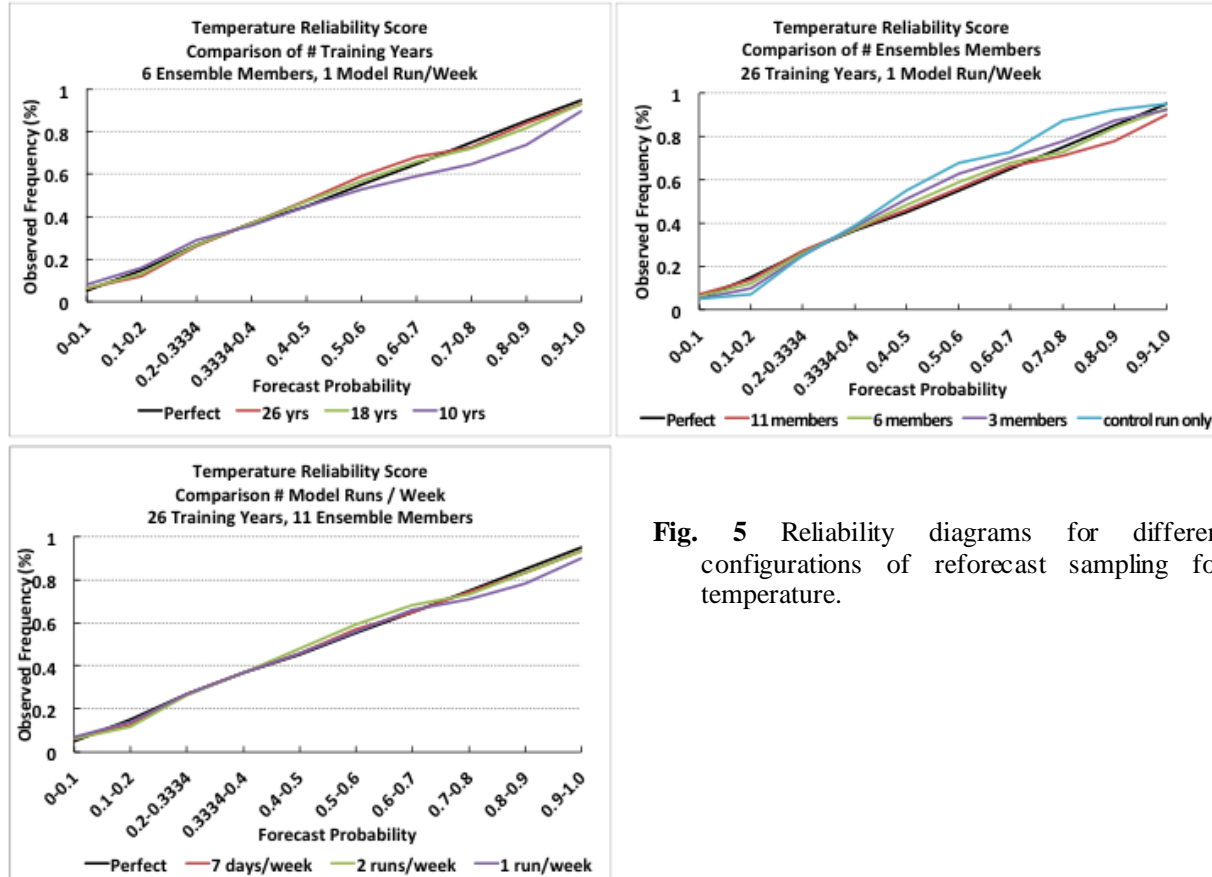 Temperature Reliability Score
Comparison of # Training Years
6 Ensemble Members, 1 Model Run/Week
Observed Frequency (%)
1
0.8
0.6
0.4
0.2
0
0-0.1
0.1-0.2
0.2-0.3334
0.3334-0.4
0.4-0.5
0.5-0.6
0.6-0.7
0.7-0.8
0.8-0.9
0.9-1.0
Forecast Probability
Perfect 26 yrs 18 yrs 10 yrs
Temperature Reliability Score
Comparison of # Ensembles Members
26 Training Years, 1 Model Run/Week
Observed Frequency (%)
1
0.8
0.6
0.4
0.2
0
0-0.1
0.1-0.2
0.2-0.3334
0.3334-0.4
0.4-0.5
0.5-0.6
0.6-0.7
0.7-0.8
0.8-0.9
0.9-1.0
Forecast Probability
Perfect 11 members 6 members 3 members control run only
Temperature Reliability Score
Comparison # Model Runs / Week
26 Training Years, 11 Ensemble Members
Observed Frequency (%)
1
0.8
0.6
0.4
0.2
0
0-0.1
0.1-0.2
0.2-0.3334
0.3334-0.4
0.4-0.5
0.5-0.6
0.6-0.7
0.7-0.8
0.8-0.9
0.9-1.0
Forecast Probability
Perfect 7 days/week 2 runs/week 1 run/week
Fig. 5 Reliability diagrams for differen
configurations of reforecast sampling fo
temperature.